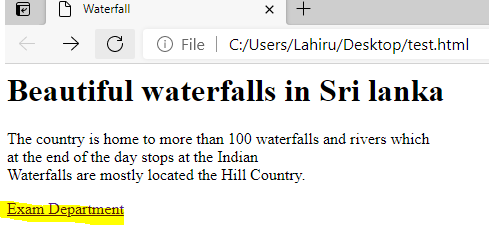 Waterfall
File C:/Users/Lahiru/Desktop/test.html
Beautiful waterfalls in Sri lanka
The country is home to more than 100 waterfalls and rivers which
at the end of the day stops at the Indian
Waterfalls are mostly located the Hill Country.
Exam Department